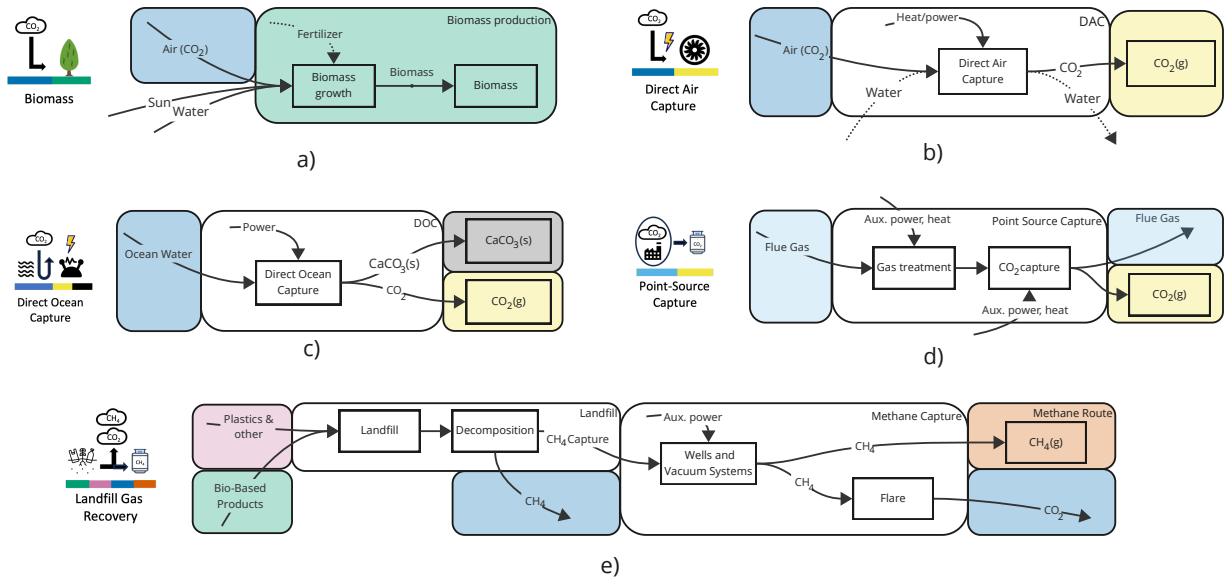 CO2
Biomass
Air (CO2)
Sun
Water
Fertilizer
Biomass production
Biomass
growth
Biomass
Biomass
a)
CO2
Direct Air
Capture
Air (CO2)
Heat/power
DAC
Direct Air
Capture
Water
CO2
Water
CO2(g)
b)
CO2
Direct Ocean
Capture
Ocean Water
Power
DOC
Direct Ocean
Capture
CaCO3(s)
CO2
CaCO3(s)
CO2(g)
c)
CO2
CO2
Point-Source
Capture
Flue Gas
Aux. power, heat
Point Source Capture
Gas treatment
CO2 capture
Aux. power, heat
Flue Gas
CO2(g)
d)
CH4
CO2
CH4
Landfill Gas
Recovery
Plastics &
other
Bio-Based
Products
Landfill
Landfill
Decomposition
CH4 Capture
CH4
Aux. power
Methane Capture
Wells and
Vacuum Systems
CH4
CH4
Flare
Methane Route
CH4(g)
CO2
e)